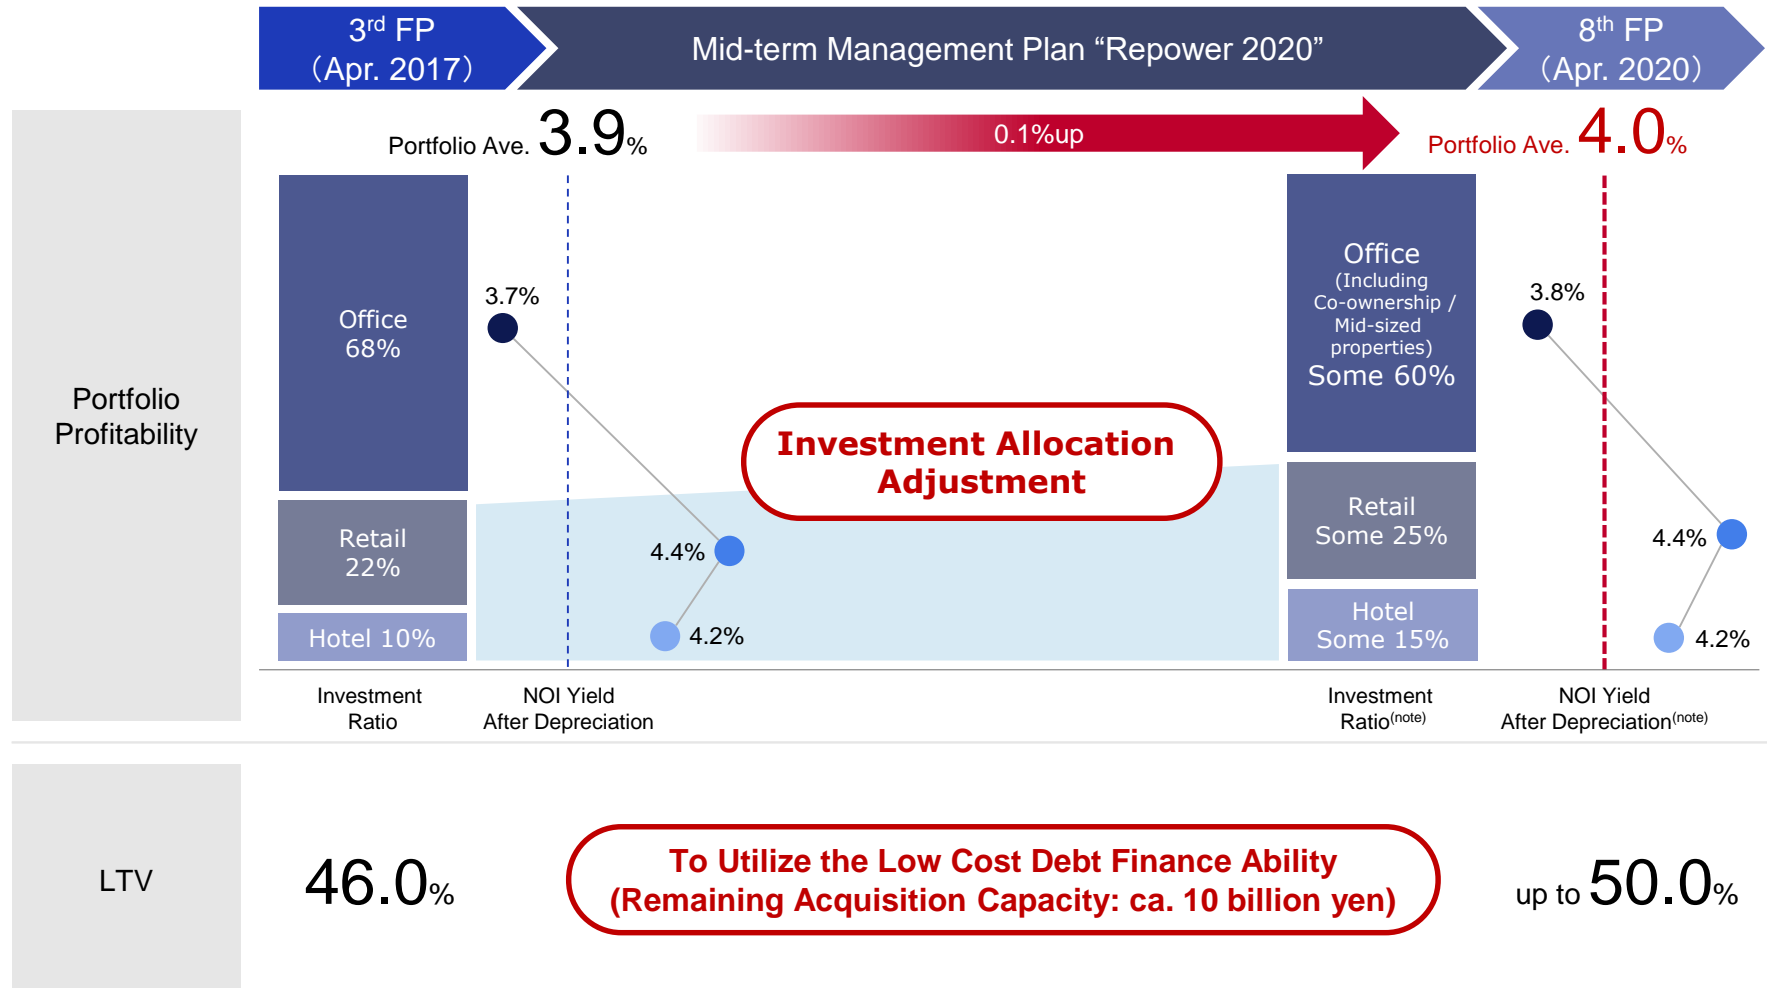 3rd FP
（Apr. 2017）
Mid-term Management Plan “Repower 2020”
8th FP
（Apr. 2020）
Portfolio Ave. 3.9%
0.1%up
Portfolio Ave. 4.0%
Portfolio
Profitability
Office
68%
Retail
22%
Hotel 10%
3.7%
4.4%
4.2%
Investment Allocation
Adjustment
Office
(Including
Co-ownership /
Mid-sized
properties)
Some 60%
Retail
Some 25%
Hotel
Some 15%
3.8%
4.4%
4.2%
Investment
Ratio
NOI Yield
After Depreciation
Investment
Ratio(note)
NOI Yield
After Depreciation(note)
LTV
46.0%
To Utilize the Low Cost Debt Finance Ability
(Remaining Acquisition Capacity: ca. 10 billion yen)
up to 50.0%